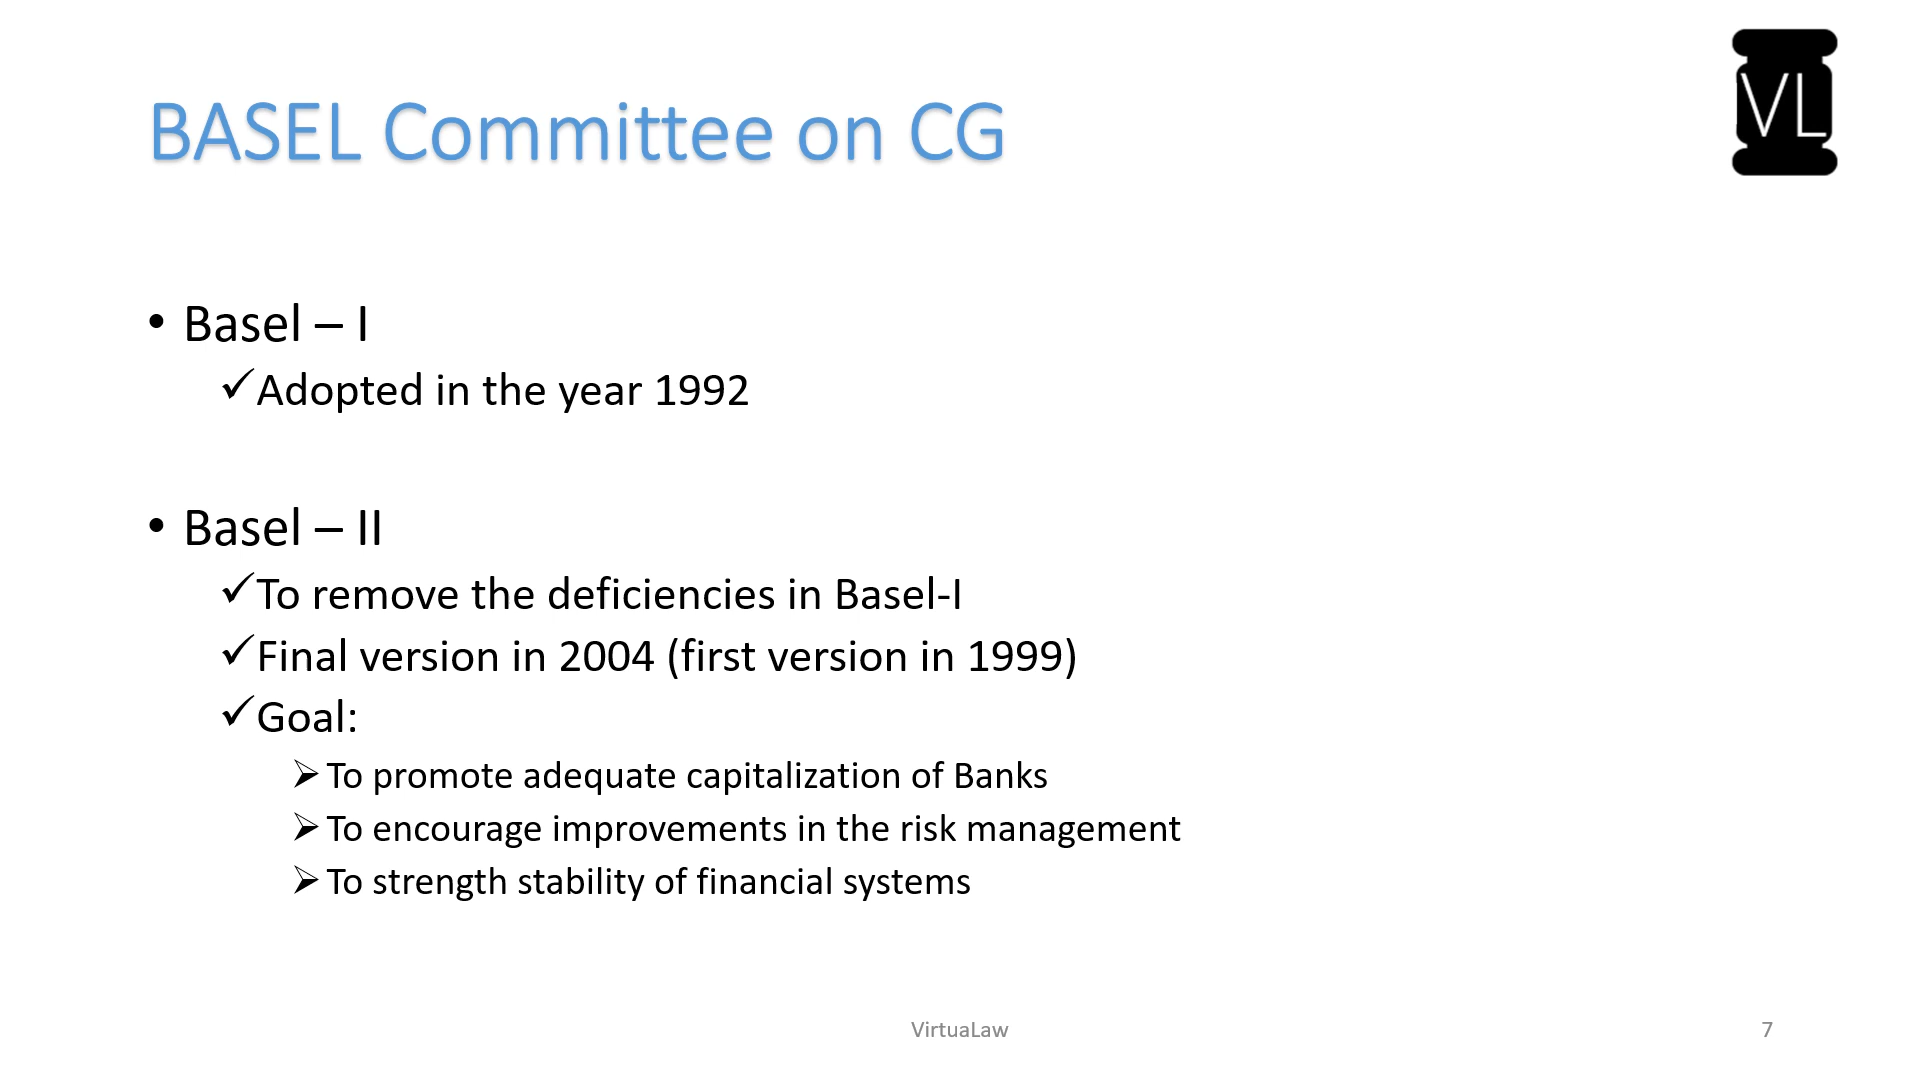 VL
BASEL Committee on CG
• Basel – I
✓Adopted in the year 1992
• Basel – II
✓To remove the deficiencies in Basel-I
✓Final version in 2004 (first version in 1999)
✓Goal:
➢To promote adequate capitalization of Banks
➢To encourage improvements in the risk management
➢To strength stability of financial systems
VirtuaLaw
7